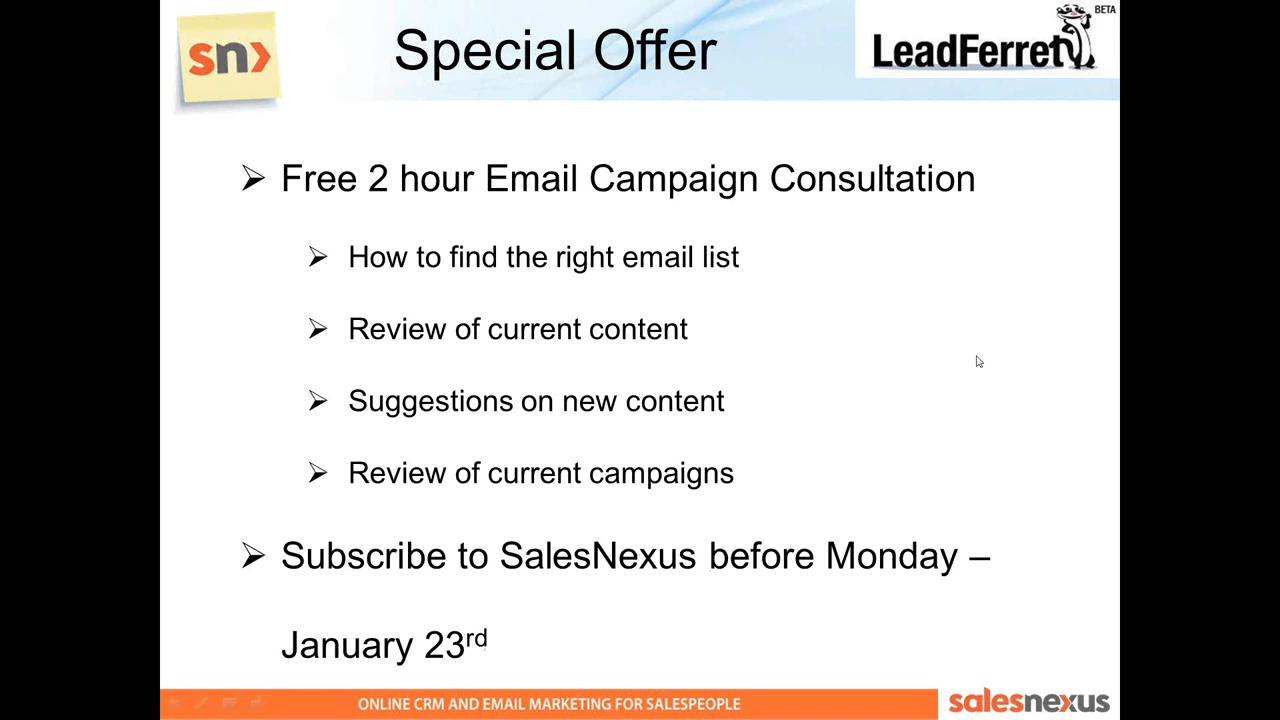 sn>
Special Offer
LeadFerret
BETA
➢ Free 2 hour Email Campaign Consultation
➢ How to find the right email list
➢ Review of current content
➢ Suggestions on new content
➢ Review of current campaigns
➢ Subscribe to SalesNexus before Monday –
January 23rd
ONLINE CRM AND EMAIL MARKETING FOR SALESPEOPLE
salesnexus